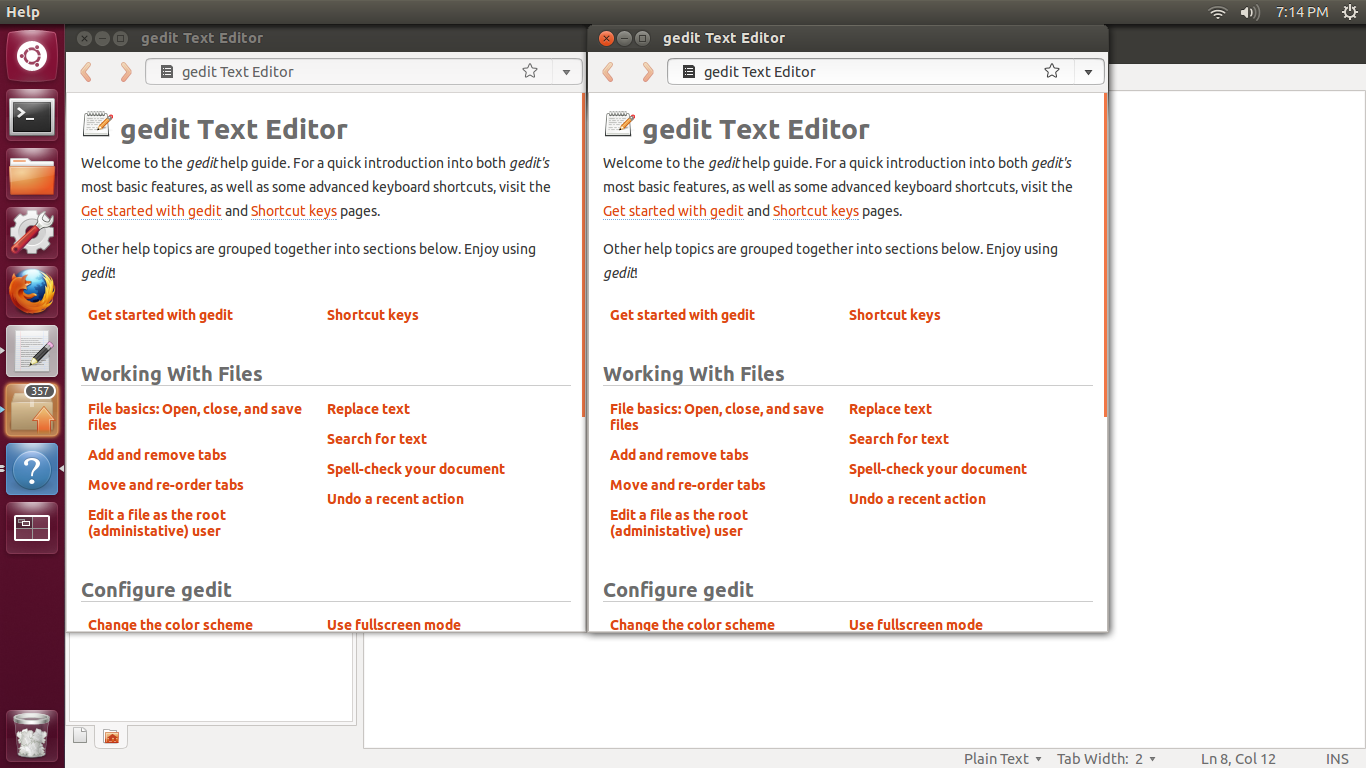 Help
7:14 PM
gedit Text Editor
gedit Text Editor
gedit Text Editor
Welcome to the gedit help guide. For a quick introduction into both gedit's
most basic features, as well as some advanced keyboard shortcuts, visit the
Get started with gedit and Shortcut keys pages.
Other help topics are grouped together into sections below. Enjoy using
gedit!
Get started with gedit
Shortcut keys
Working With Files
File basics: Open, close, and save
files
Add and remove tabs
Move and re-order tabs
Edit a file as the root
(administative) user
Replace text
Search for text
Spell-check your document
Undo a recent action
Configure gedit
Change the color scheme
Use fullscreen mode
gedit Text Editor
gedit Text Editor
gedit Text Editor
Welcome to the gedit help guide. For a quick introduction into both gedit's
most basic features, as well as some advanced keyboard shortcuts, visit the
Get started with gedit and Shortcut keys pages.
Other help topics are grouped together into sections below. Enjoy using
gedit!
Get started with gedit
Shortcut keys
Working With Files
File basics: Open, close, and save
files
Add and remove tabs
Move and re-order tabs
Edit a file as the root
(administative) user
Replace text
Search for text
Spell-check your document
Undo a recent action
Configure gedit
Change the color scheme
Use fullscreen mode
357
Plain Text
Tab Width: 2
Ln 8, Col 12
INS